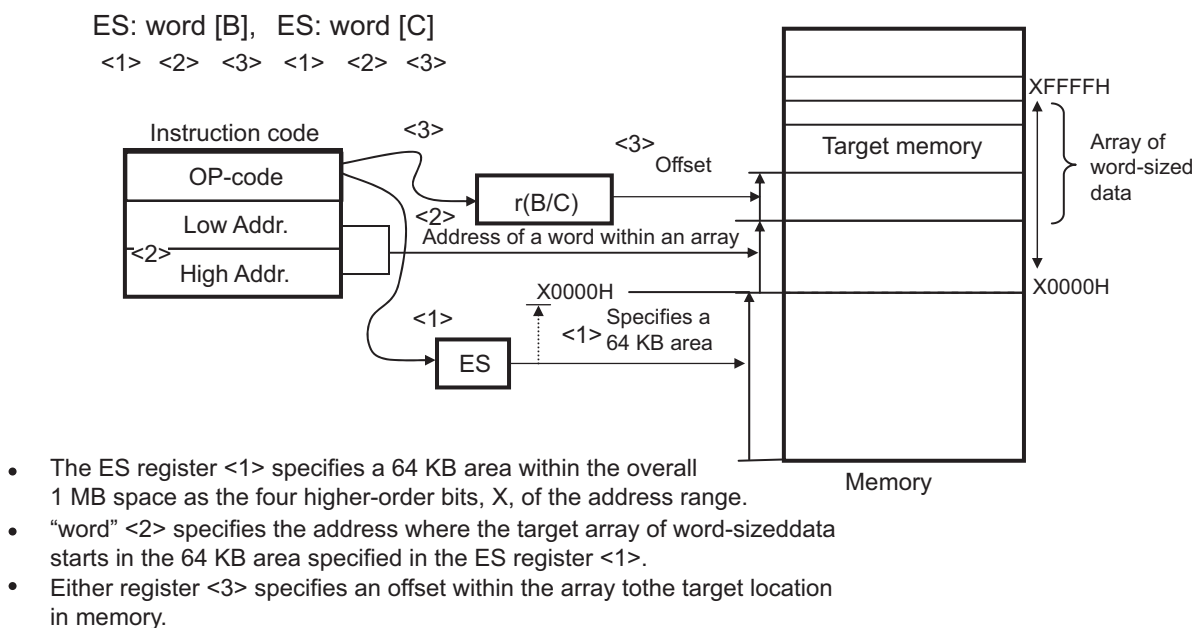 ES: word [B], ES: word [C]
<1> <2> <3> <1> <2> <3>
Instruction code
OP-code
Low Addr.
<2>
High Addr.
<3>
r(B/C)
<3>
Offset
<2>
Address of a word within an array
<1>
ES
X0000H
<1>
Specifies a
64 KB area
XFFFFH
Target memory
Array of
word-sized
data
X0000H
Memory
• The ES register <1> specifies a 64 KB area within the overall
1 MB space as the four higher-order bits, X, of the address range.
• “word” <2> specifies the address where the target array of word-sizeddata
starts in the 64 KB area specified in the ES register <1>.
• Either register <3> specifies an offset within the array tothe target location
in memory.